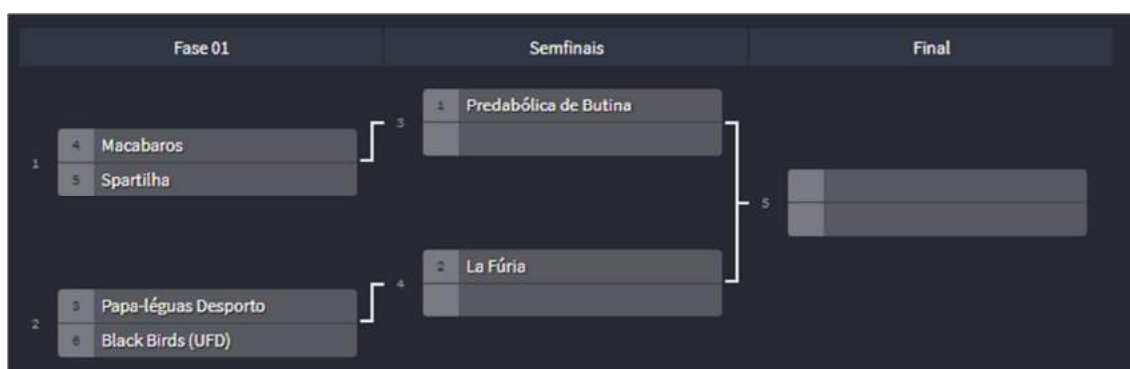 Fase 01
Semfinais
Final
1
4 Macabaros
5 Spartilha
2
3 Papa-léguas Desporto
6 Black Birds (UFD)
3
1 Predabólica de Butina
4
2 La Fúria
5